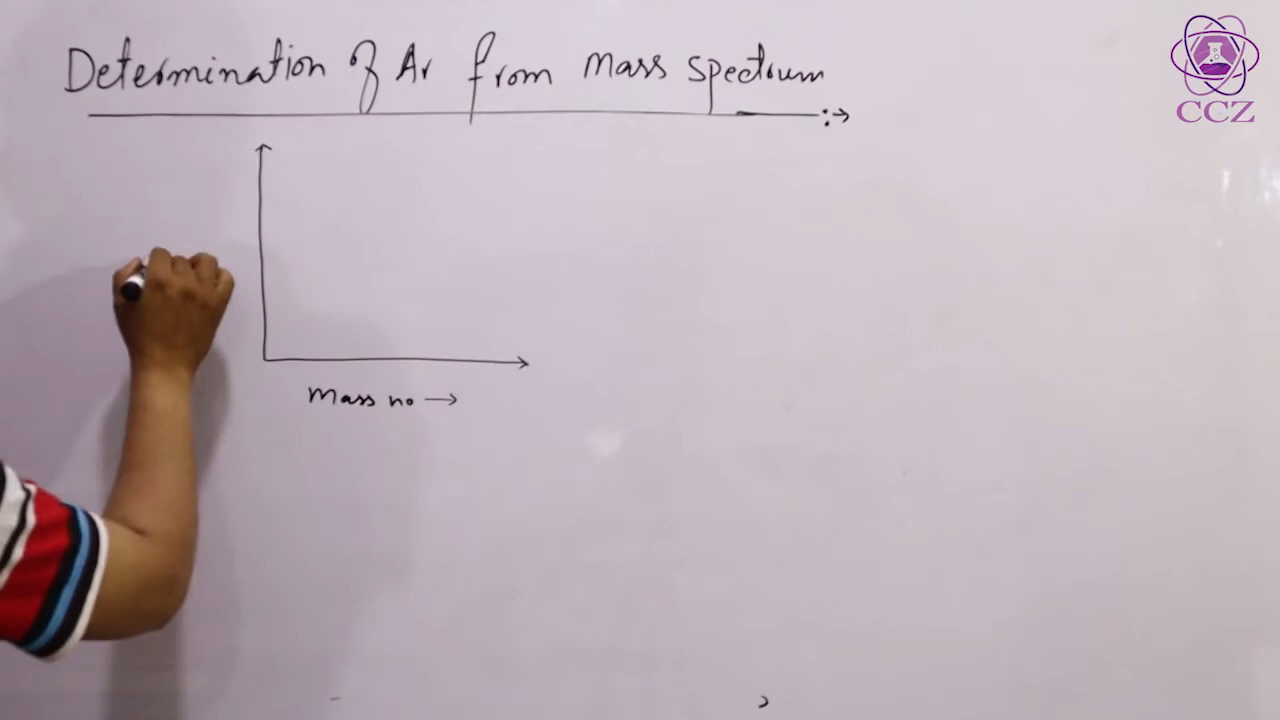 Determination of Ar from Mass spectrum :→
CCZ
Mass no →